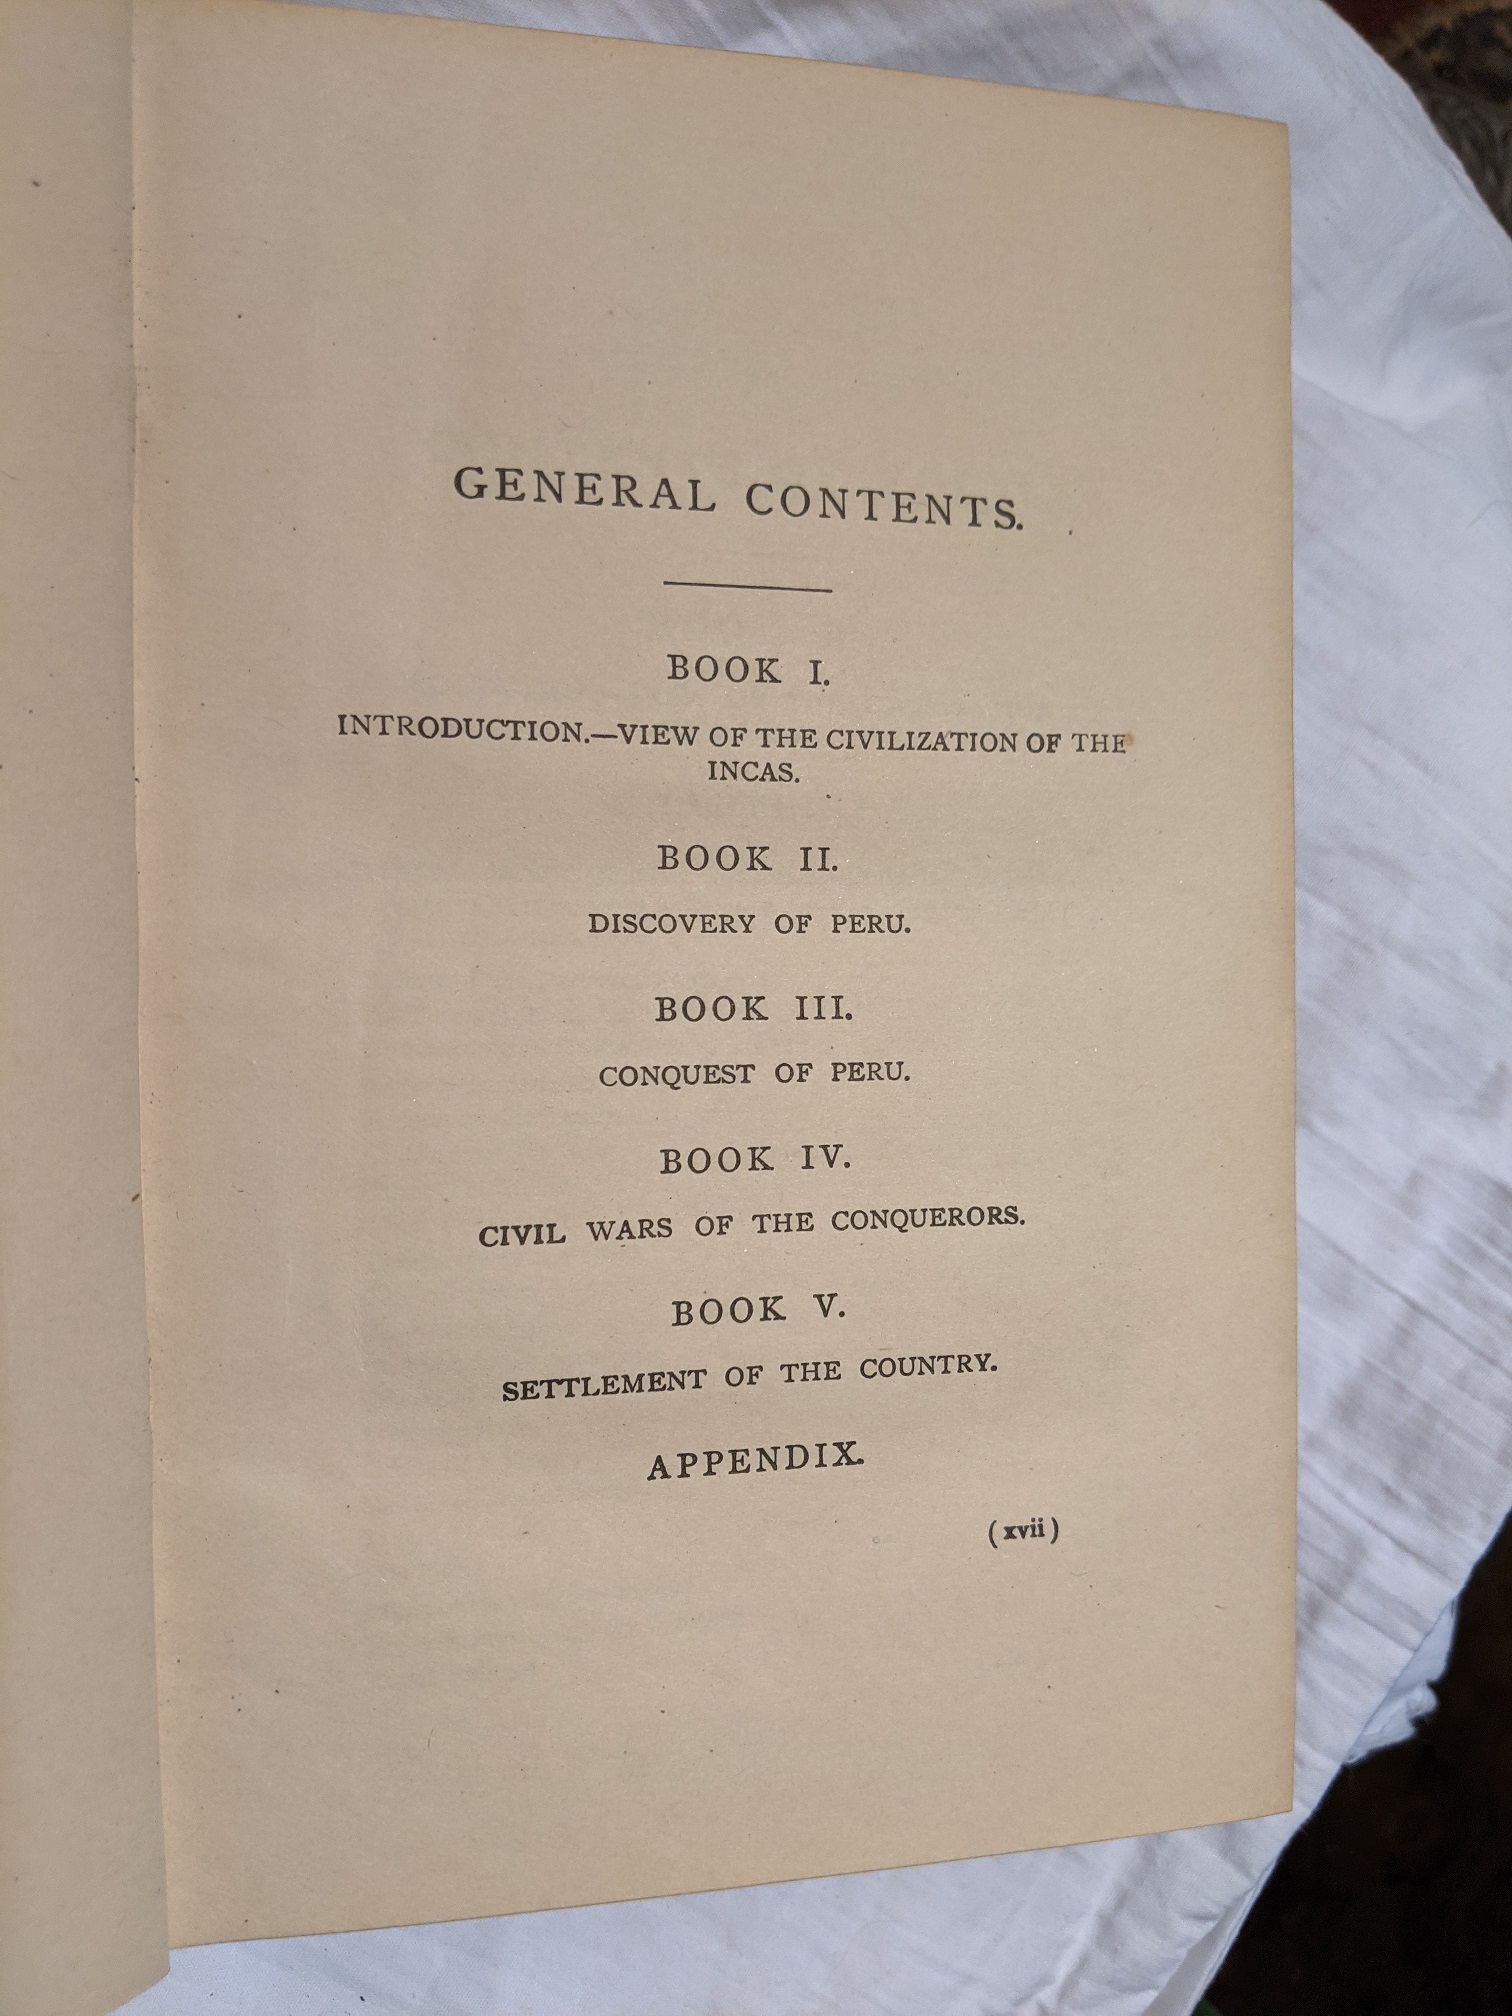 GENERAL CONTENTS.
BOOK I.
INTRODUCTION.—VIEW OF THE CIVILIZATION OF THE
INCAS.
BOOK II.
DISCOVERY OF PERU.
BOOK III.
CONQUEST OF PERU.
BOOK IV.
CIVIL WARS OF THE CONQUERORS.
BOOK V.
SETTLEMENT OF THE COUNTRY.
APPENDIX.
(xvii)